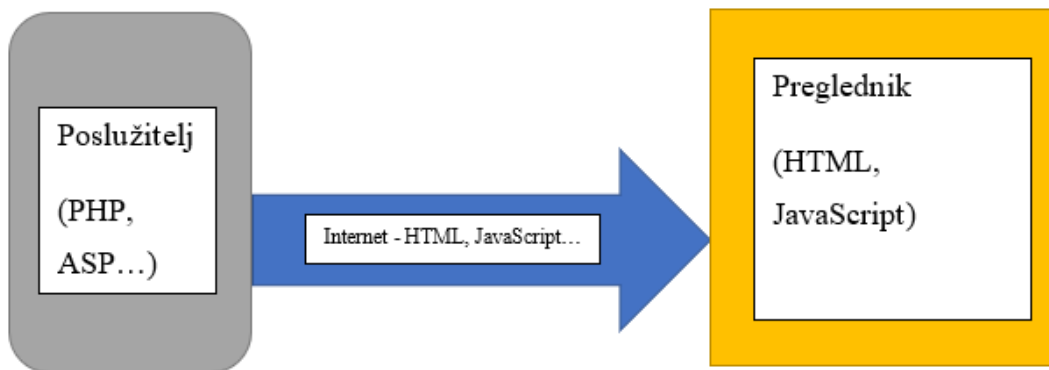 Poslužitelj
(PHP,
ASP…)
Internet - HTML, JavaScript…
Preglednik
(HTML,
JavaScript)